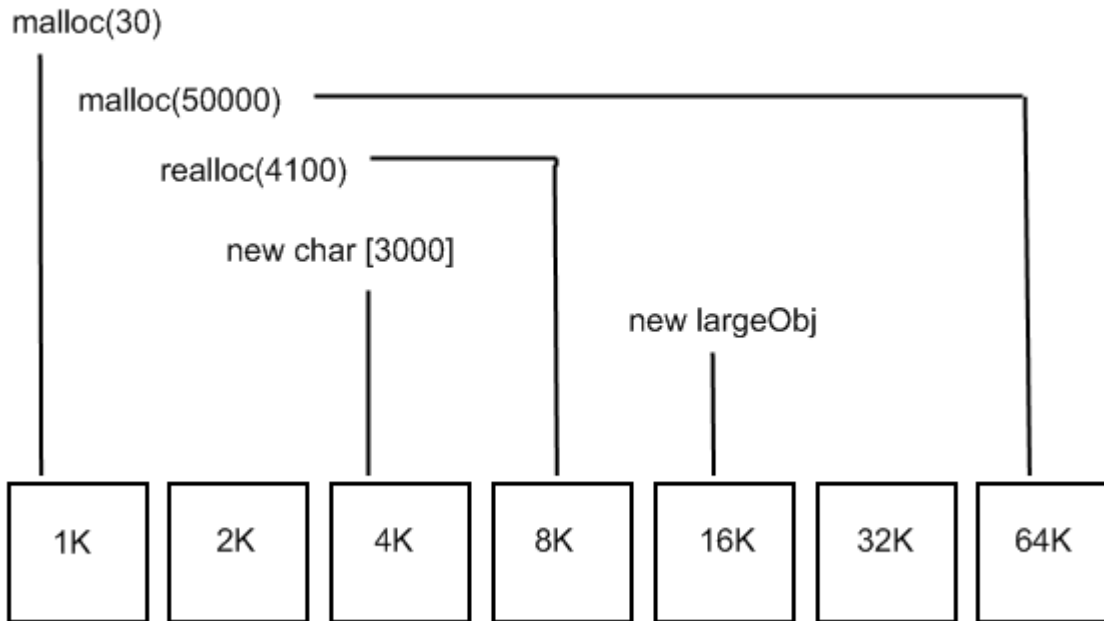 malloc(30)
malloc(50000)
realloc(4100)
new char [3000]
new largeObj
1K 2K 4K 8K 16K 32K 64K